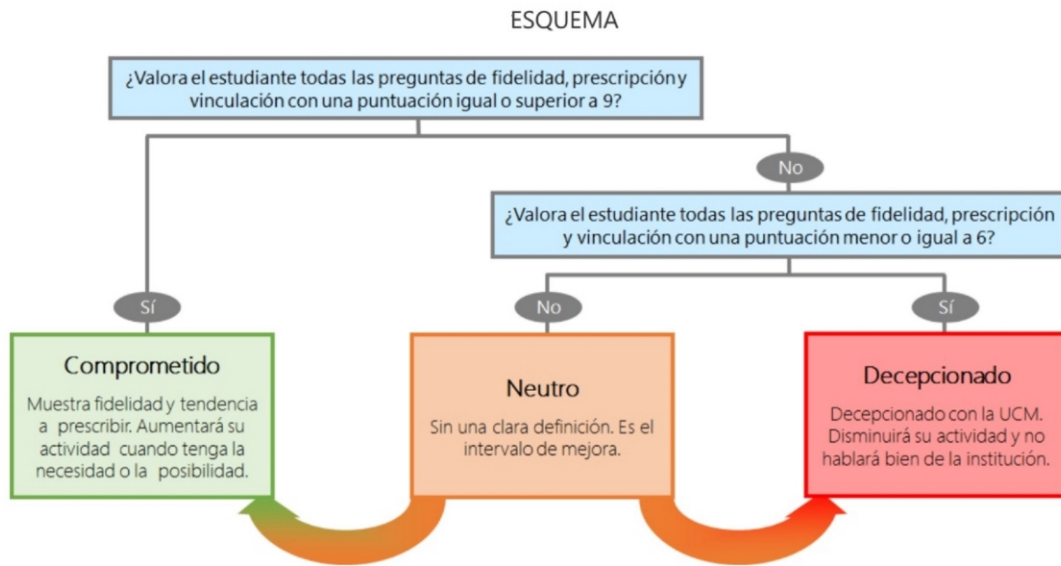 ESQUEMA
¿Valora el estudiante todas las preguntas de fidelidad, prescripción y
vinculación con una puntuación igual o superior a 9?
No
¿Valora el estudiante todas las preguntas de fidelidad, prescripción
y vinculación con una puntuación menor o igual a 6?
Sí
No
Sí
Comprometido
Muestra fidelidad y tendencia
a prescribir. Aumentará su
actividad cuando tenga la
necesidad o la posibilidad.
Neutro
Sin una clara definición. Es el
intervalo de mejora.
Decepcionado
Decepcionado con la UCM.
Disminuirá su actividad y no
hablará bien de la institución.